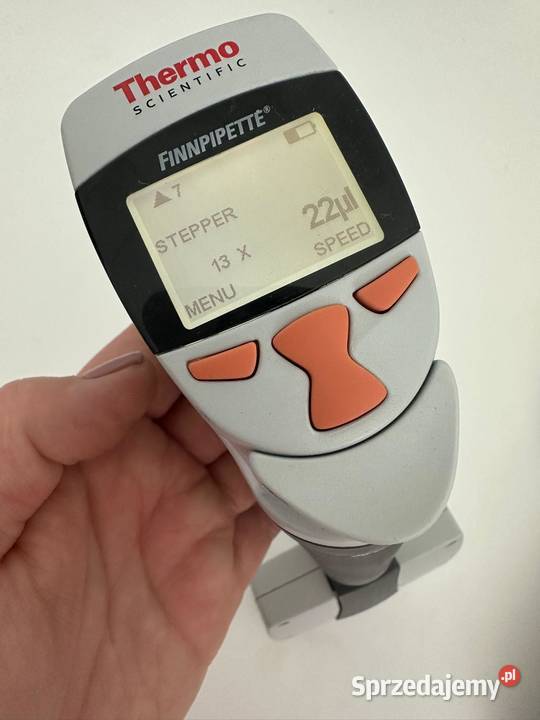 Thermo
SCIENTIFIC
FINNPIPETTE®
▲7
STEPPER 22µl
13 X SPEED
MENU
Sprzedajemy.pl